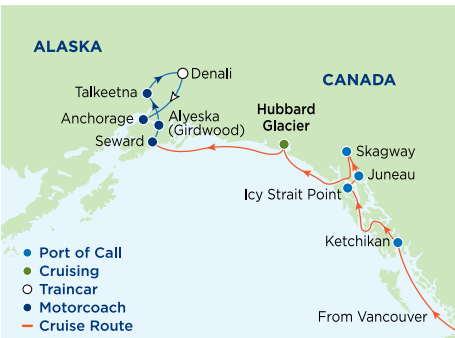 ALASKA
Denali
CANADA
Talkeetna
Hubbard
Glacier
Anchorage
Alyeska
(Girdwood)
Seward
Skagway
Juneau
Icy Strait Point
Ketchikan
Port of Call
Cruising
Traincar
Motorcoach
Cruise Route
From Vancouver